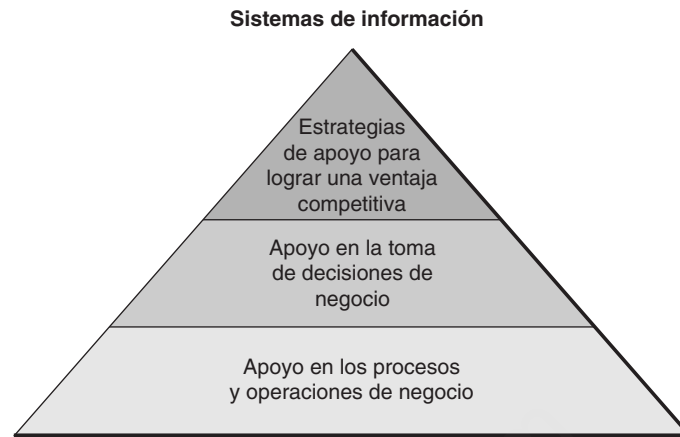 Sistemas de información
Estrategias
de apoyo para
lograr una ventaja
competitiva
Apoyo en la toma
de decisiones de
negocio
Apoyo en los procesos
y operaciones de negocio